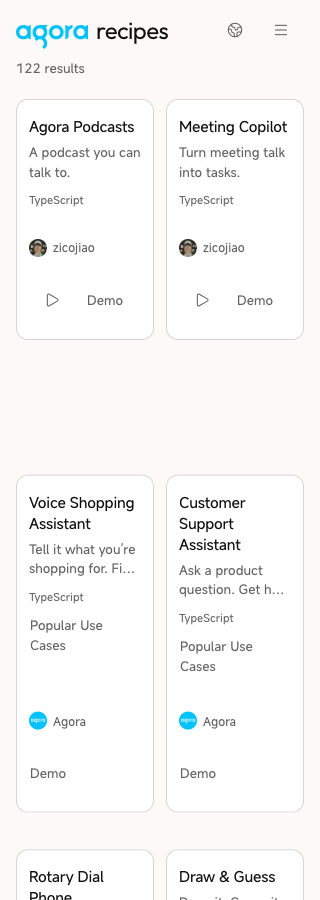 agora recipes
122 results
Agora Podcasts
A podcast you can
talk to.
TypeScript
zicojiao
Demo
Meeting Copilot
Turn meeting talk
into tasks.
TypeScript
zicojiao
Demo
Voice Shopping
Assistant
Tell it what you're
shopping for. Fi...
TypeScript
Popular Use
Cases
Agora
Demo
Customer
Support
Assistant
Ask a product
question. Get h...
TypeScript
Popular Use
Cases
Agora
Demo
Rotary Dial
Phone
Draw & Guess